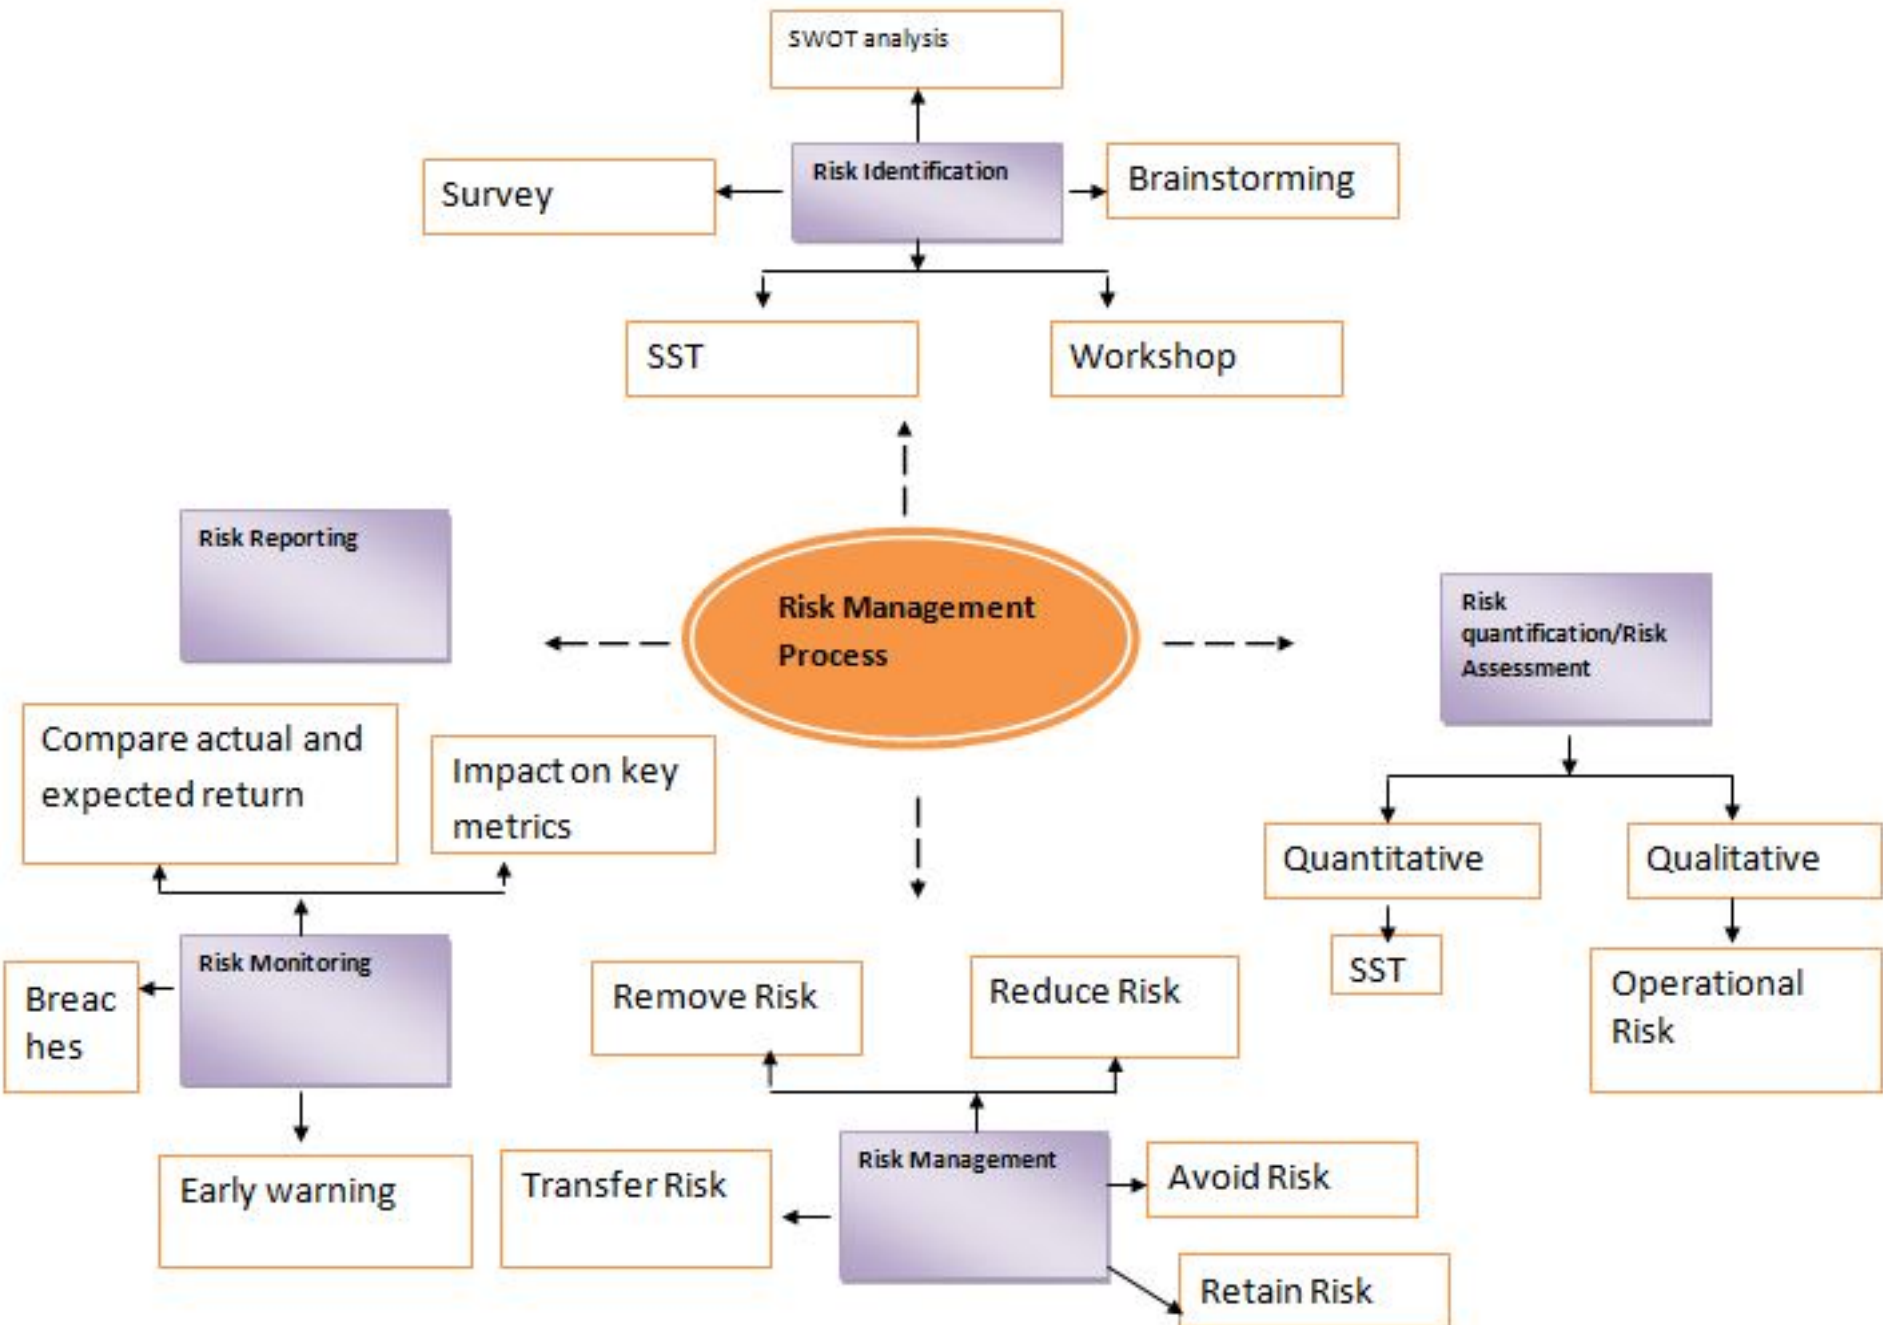 SWOT analysis
Survey
Risk Identification
Brainstorming
SST
Workshop
Risk Reporting
Risk Management
Process
Risk
quantification/Risk
Assessment
Compare actual and
expected return
Impact on key
metrics
Quantitative
Qualitative
Risk Monitoring
Breac
hes
Remove Risk
Reduce Risk
SST
Operational
Risk
Early warning
Transfer Risk
Risk Management
Avoid Risk
Retain Risk